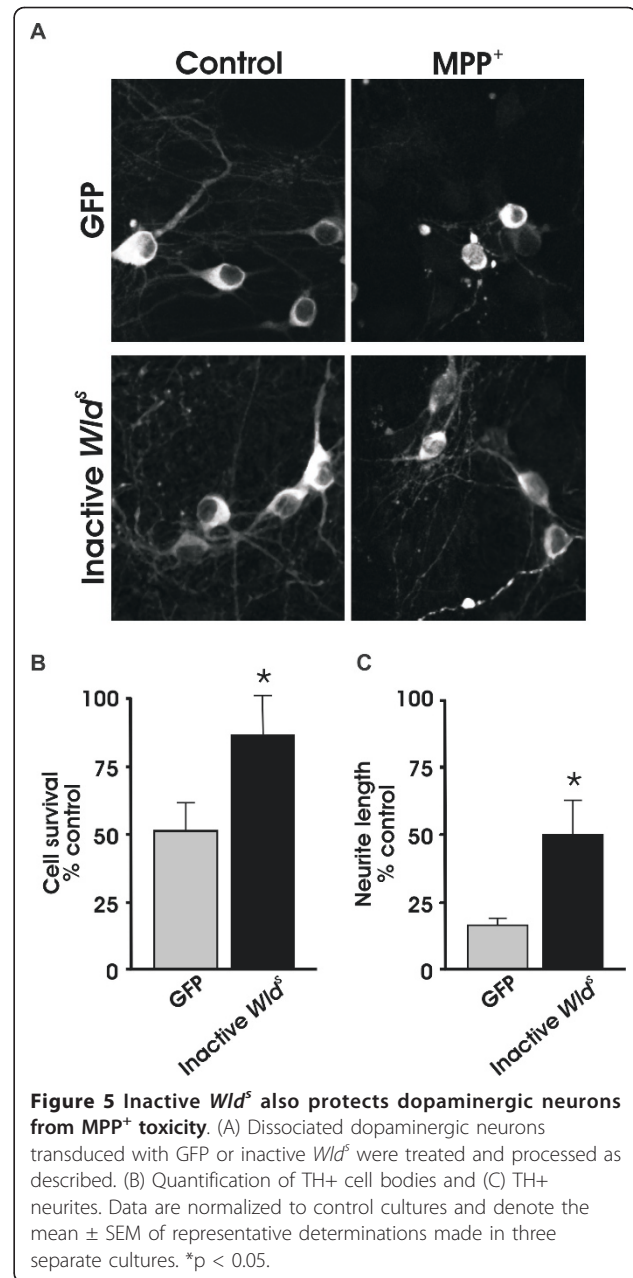 A
Control MPP⁺
GFP
Inactive Wldˢ
B
100
75
50
25
0
Cell survival
% control
GFP
Inactive Wldˢ
*
C
100
75
50
25
0
Neurite length
% control
GFP
Inactive Wldˢ
*
Figure 5 Inactive Wldˢ also protects dopaminergic neurons
from MPP⁺ toxicity. (A) Dissociated dopaminergic neurons
transduced with GFP or inactive Wldˢ were treated and processed as
described. (B) Quantification of TH+ cell bodies and (C) TH+
neurites. Data are normalized to control cultures and denote the
mean ± SEM of representative determinations made in three
separate cultures. *p < 0.05.